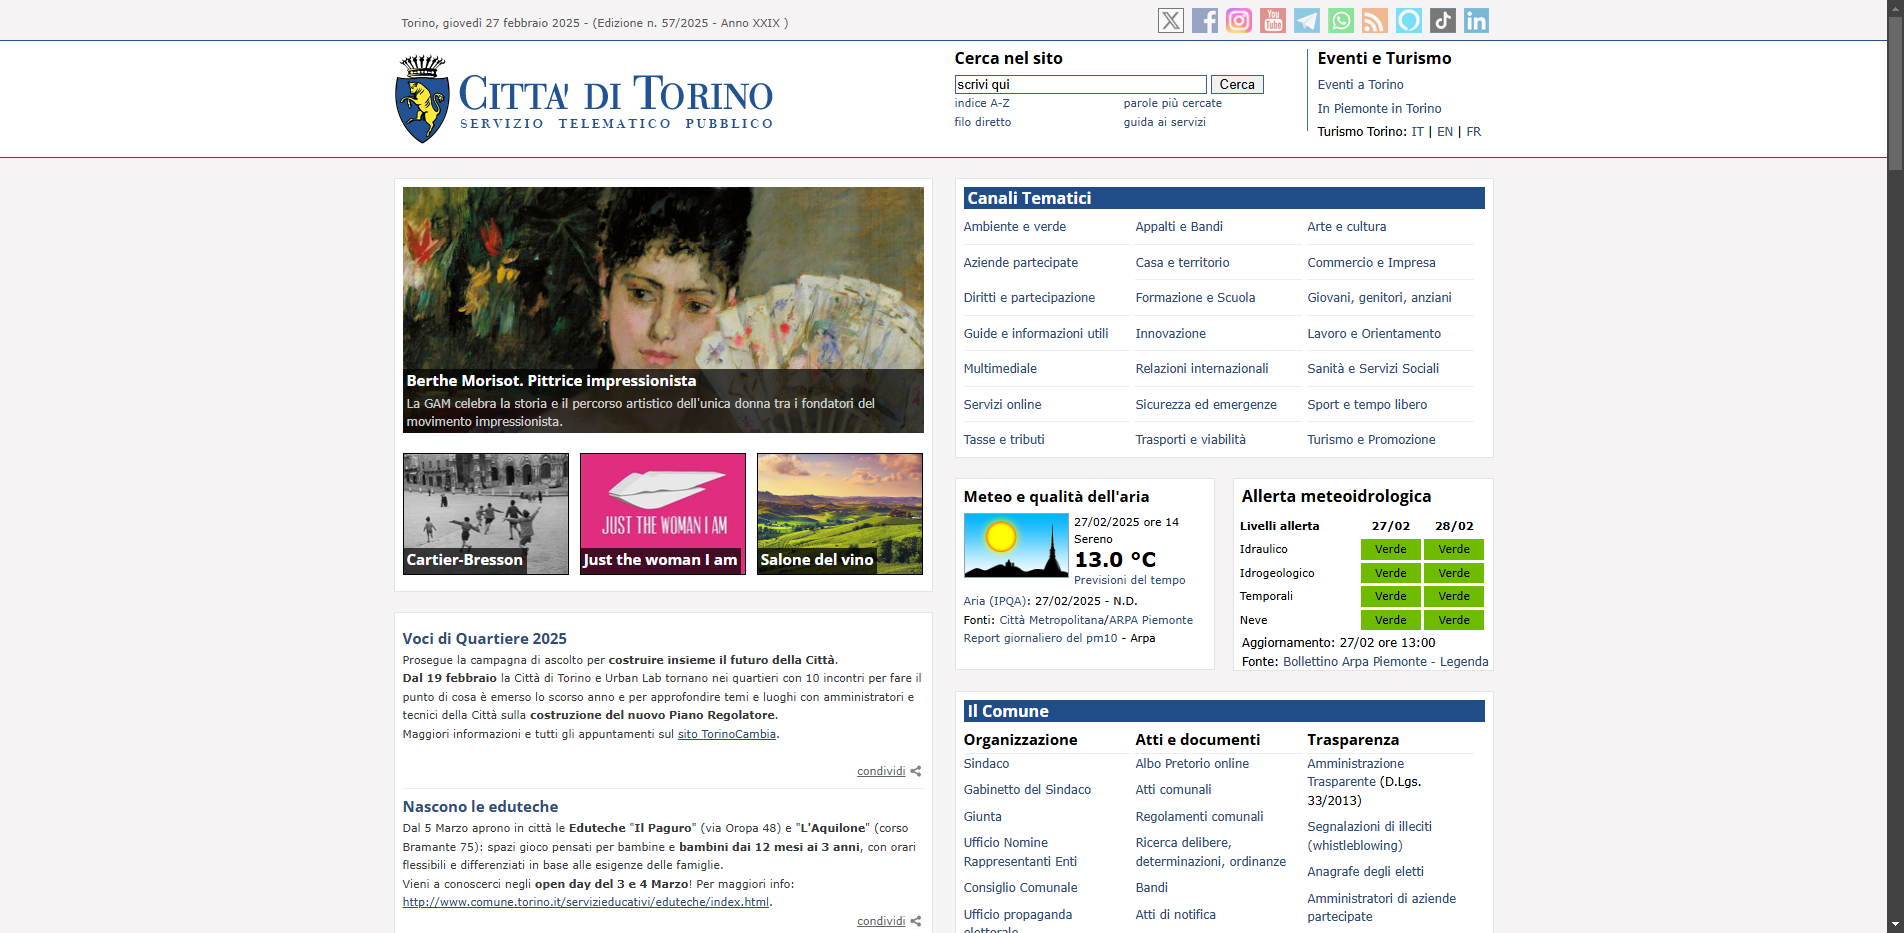 Torino, giovedì 27 febbraio 2025 - (Edizione n. 57/2025 - Anno XXIX )
You
Tube
in
CITTA' DI TORINO
SERVIZIO TELEMATICO PUBBLICO
Cerca nel sito
scrivi qui
Cerca
indice A-Z
parole più cercate
filo diretto
guida ai servizi
Eventi e Turismo
Eventi a Torino
In Piemonte in Torino
Turismo Torino: IT | EN | FR
Berthe Morisot. Pittrice impressionista
La GAM celebra la storia e il percorso artistico dell'unica donna tra i fondatori del
movimento impressionista.
Cartier-Bresson
JUST THE WOMAN I AM
Just the woman I am
Salone del vino
Voci di Quartiere 2025
Prosegue la campagna di ascolto per costruire insieme il futuro della Città.
Dal 19 febbraio la Città di Torino e Urban Lab tornano nei quartieri con 10 incontri per fare il
punto di cosa è emerso lo scorso anno e per approfondire temi e luoghi con amministratori e
tecnici della Città sulla costruzione del nuovo Piano Regolatore.
Maggiori informazioni e tutti gli appuntamenti sul sito TorinoCambia.
condividi
Nascono le eduteche
Dal 5 Marzo aprono in città le Eduteche "Il Paguro" (via Oropa 48) e "L'Aquilone" (corso
Bramante 75): spazi gioco pensati per bambine e bambini dai 12 mesi ai 3 anni, con orari
flessibili e differenziati in base alle esigenze delle famiglie.
Vieni a conoscerci negli open day del 3 e 4 Marzo! Per maggiori info:
http://www.comune.torino.it/servizieducativi/eduteche/index.html.
condividi
Canali Tematici
Ambiente e verde
Appalti e Bandi
Arte e cultura
Aziende partecipate
Casa e territorio
Commercio e Impresa
Diritti e partecipazione
Formazione e Scuola
Giovani, genitori, anziani
Guide e informazioni utili
Innovazione
Lavoro e Orientamento
Multimediale
Relazioni internazionali
Sanità e Servizi Sociali
Servizi online
Sicurezza ed emergenze
Sport e tempo libero
Tasse e tributi
Trasporti e viabilità
Turismo e Promozione
Meteo e qualità dell'aria
27/02/2025 ore 14
Sereno
13.0 °C
Previsioni del tempo
Aria (IPQA): 27/02/2025 - N.D.
Fonti: Città Metropolitana/ARPA Piemonte
Report giornaliero del pm10 - Arpa
Allerta meteoidrologica
Livelli allerta 27/02 28/02
Idraulico Verde Verde
Idrogeologico Verde Verde
Temporali Verde Verde
Neve Verde Verde
Aggiornamento: 27/02 ore 13:00
Fonte: Bollettino Arpa Piemonte - Legenda
Il Comune
Organizzazione
Sindaco
Gabinetto del Sindaco
Giunta
Ufficio Nomine
Rappresentanti Enti
Consiglio Comunale
Ufficio propaganda
elettorale
Atti e documenti
Albo Pretorio online
Atti comunali
Regolamenti comunali
Ricerca delibere,
determinazioni, ordinanze
Bandi
Atti di notifica
Trasparenza
Amministrazione
Trasparente (D.Lgs.
33/2013)
Segnalazioni di illeciti
(whistleblowing)
Anagrafe degli eletti
Amministratori di aziende
partecipate